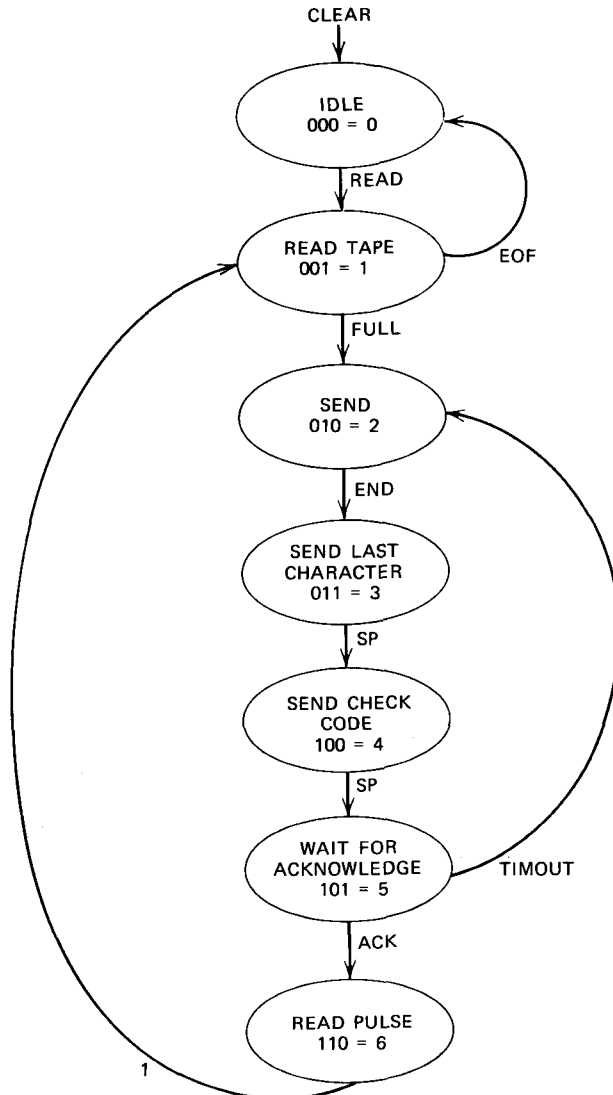 CLEAR
IDLE
000 = 0
READ
READ TAPE
001 = 1
EOF
FULL
SEND
010 = 2
END
SEND LAST
CHARACTER
011 = 3
SP
SEND CHECK
CODE
100 = 4
SP
WAIT FOR
ACKNOWLEDGE
101 = 5
TIMOUT
ACK
READ PULSE
110 = 6
1